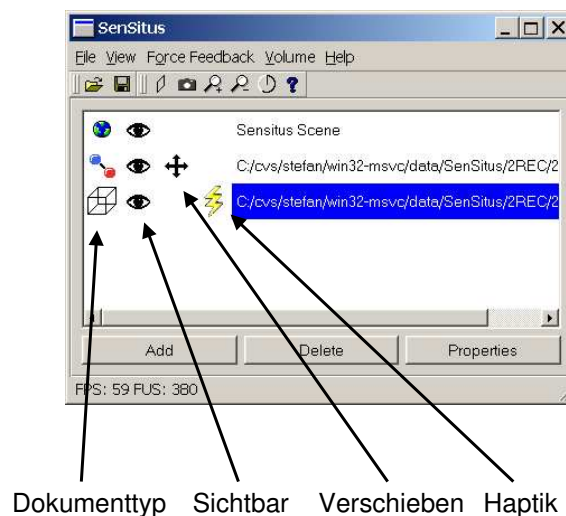 SenSitus
File View Force Feedback Volume Help
Sensitus Scene
C:/cvs/stefan/win32-msvc/data/SenSitus/2REC/2
C:/cvs/stefan/win32-msvc/data/SenSitus/2REC/2
Add Delete Properties
FPS: 59 FUS: 380
Dokumenttyp Sichtbar Verschieben Haptik